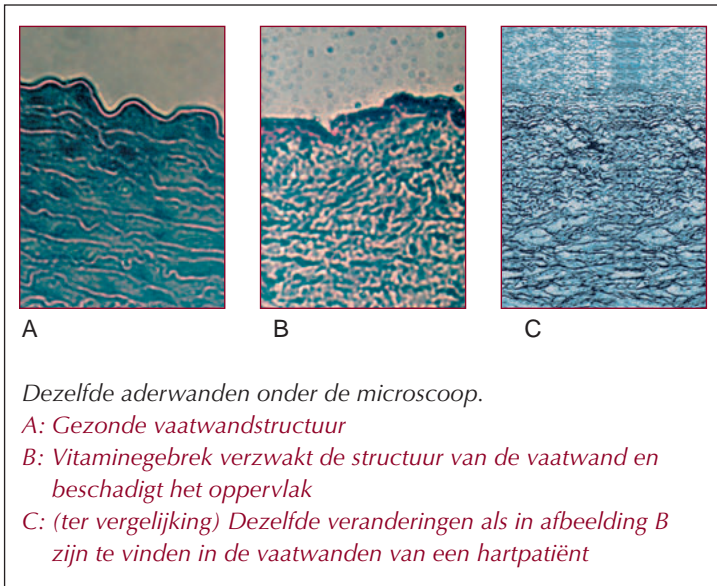 A B C
Dezelfde aderwanden onder de microscoop.
A: Gezonde vaatwandstructuur
B: Vitaminegebrek verzwakt de structuur van de vaatwand en
beschadigt het oppervlak
C: (ter vergelijking) Dezelfde veranderingen als in afbeelding B
zijn te vinden in de vaatwanden van een hartpatiënt